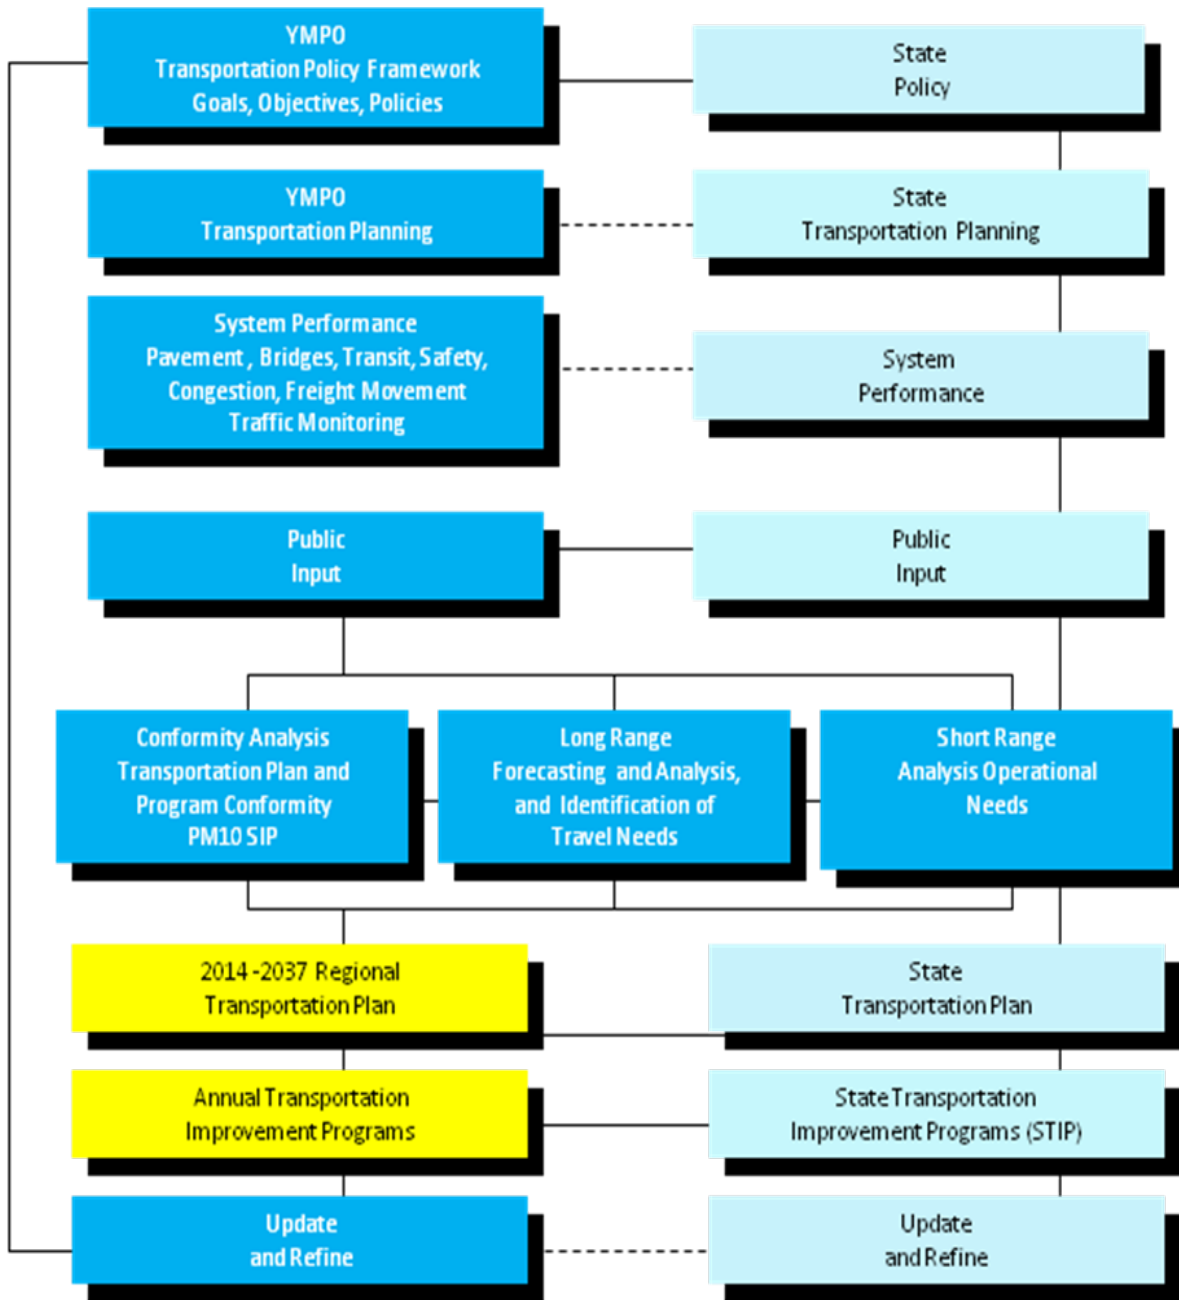 YMPO
Transportation Policy Framework
Goals, Objectives, Policies
State
Policy
YMPO
Transportation Planning
State
Transportation Planning
System Performance
Pavement , Bridges, Transit, Safety,
Congestion, Freight Movement
Traffic Monitoring
System
Performance
Public
Input
Public
Input
Conformity Analysis
Transportation Plan and
Program Conformity
PM10 SIP
Long Range
Forecasting and Analysis,
and Identification of
Travel Needs
Short Range
Analysis Operational
Needs
2014 -2037 Regional
Transportation Plan
State
Transportation Plan
Annual Transportation
Improvement Programs
State Transportation
Improvement Programs (STIP)
Update
and Refine
Update
and Refine